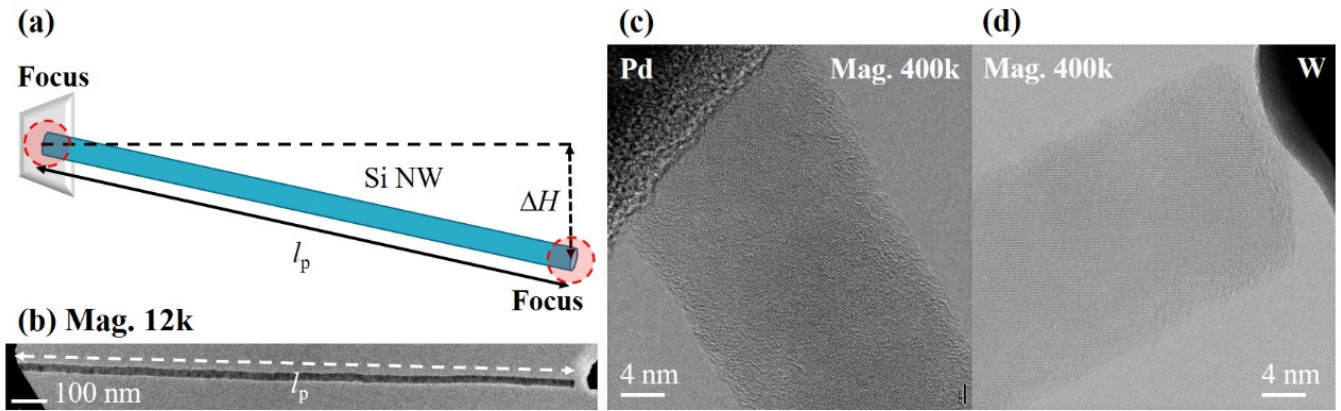 (a)
Focus
Si NW
ΔH
lp
Focus
(b) Mag. 12k
lp
100 nm
(c)
Pd
Mag. 400k
4 nm
(d)
Mag. 400k
W
4 nm